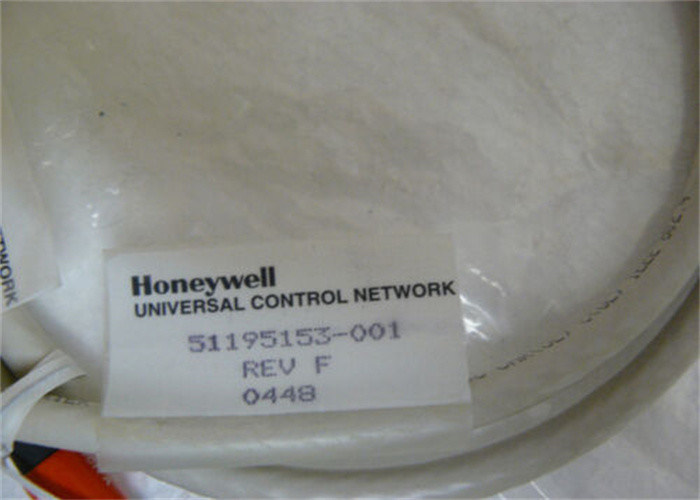 Honeywell
UNIVERSAL CONTROL NETWORK
51195153-001
REV F
0448